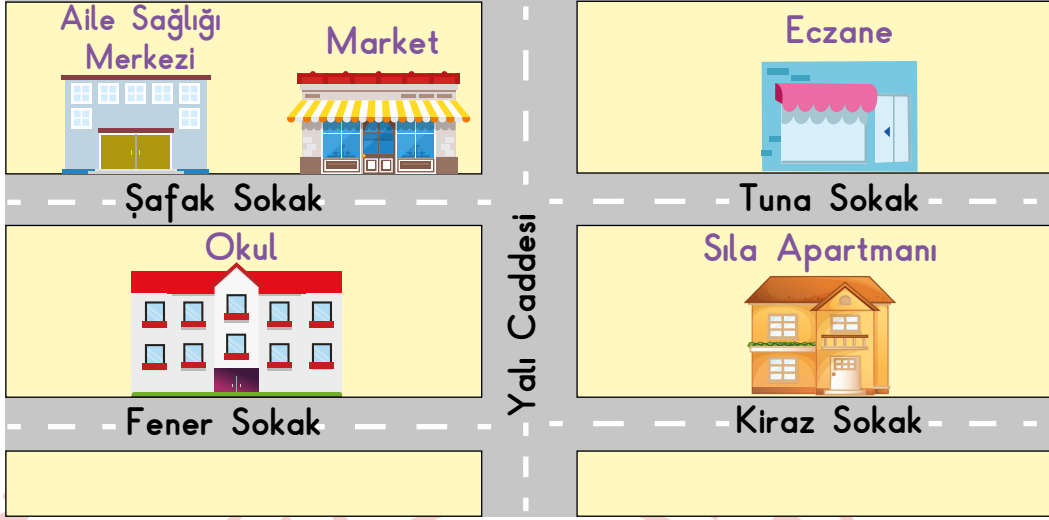 Aile Sağlığı
Merkezi
Market
Eczane
Şafak Sokak
Tuna Sokak
Yalı Caddesi
Okul
Sıla Apartmanı
Fener Sokak
Kiraz Sokak